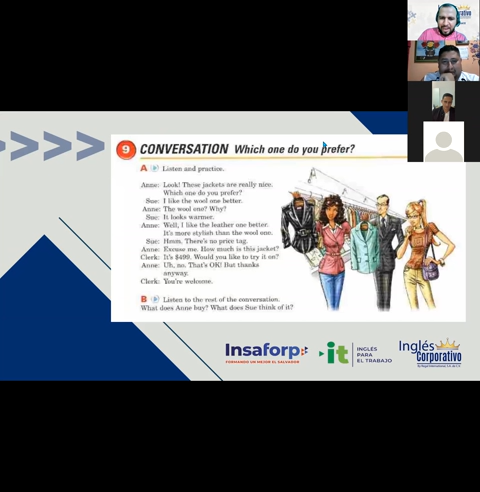 9 CONVERSATION Which one do you prefer?
A Listen and practice.
Anne: Look! These jackets are really nice.
Which one do you prefer?
Sue: I like the wool one better.
Anne: The wool one? Why?
Sue: It looks warmer.
Anne: Well, I like the leather one better.
It's more stylish than the wool one.
Sue: Hmm. There's no price tag.
Anne: Excuse me. How much is this jacket?
Clerk: It's $499. Would you like to try it on?
Anne: Uh, no. That's OK! But thanks
anyway.
Clerk: You're welcome.
B Listen to the rest of the conversation.
What does Anne buy? What does Sue think of it?
Insaforp
FORMANDO UN MEJOR EL SALVADOR
it
INGLÉS
PARA
EL TRABAJO
Inglés
Corporativo